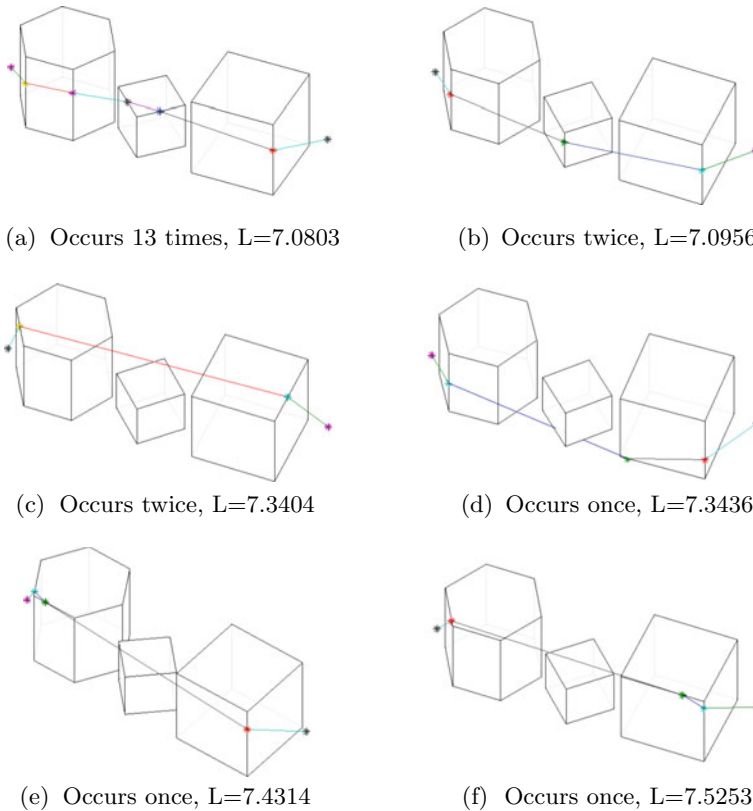 (a) Occurs 13 times, L=7.0803
(b) Occurs twice, L=7.0956
(c) Occurs twice, L=7.3404
(d) Occurs once, L=7.3436
(e) Occurs once, L=7.4314
(f) Occurs once, L=7.5253